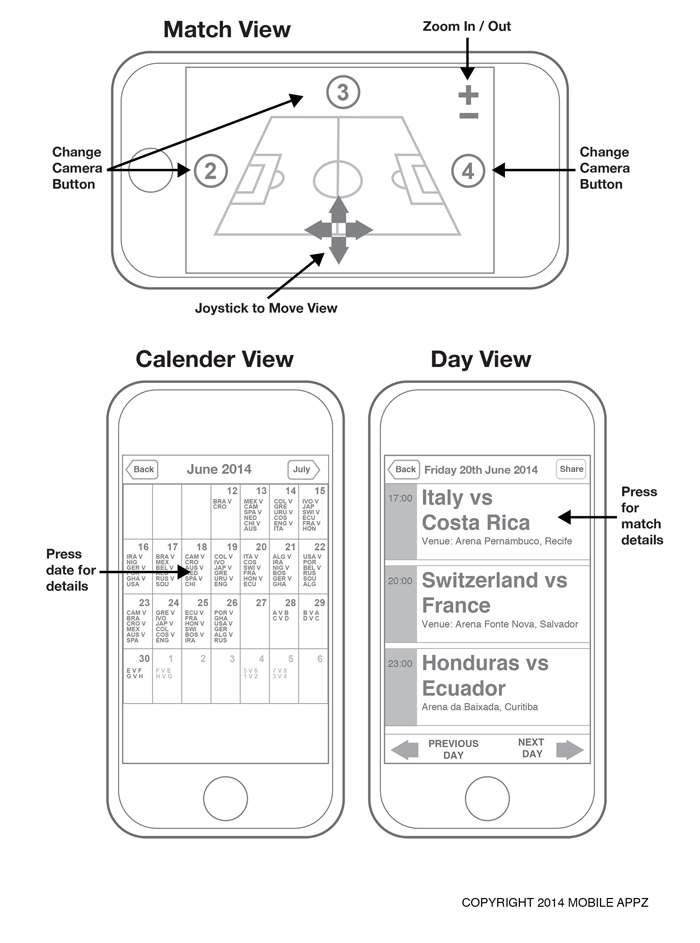 Match View
Zoom In / Out
3
+
−
Change
Camera
Button
2
4
Change
Camera
Button
Joystick to Move View
Calender View
Back
June 2014
July
12
BRA V
CRO
13
MEX V
CAM
SPA V
NED
CHI V
AUS
14
COL V
GRE
URU V
COS
ENG V
ITA
15
IVO V
JAP
SWI V
ECU
FRA V
HON
16
IRA V
NIG
GER V
GHA V
USA
17
BRA V
MEX
BEL V
RUS V
SOU
18
CAM V
CRO
AUS V
SPA V
CHI
19
COL V
IVO
JAP V
GRE
URU V
ENG
20
ITA V
COS
SWI V
FRA
HON V
ECU
21
ALG V
IRA
NIG V
BOS
GER V
GHA
22
USA V
POR
BEL V
RUS
SOU
ALG
23
CAM V
BRA
CRO V
MEX
AUS V
SPA
24
GRE V
IVO
JAP V
COL
COS V
ENG
25
ECU V
FRA
HON V
SWI
BOS V
IRA
26
POR V
GHA
USA V
GER
ALG V
RUS
27
28
A V B
C V D
29
B V A
D V C
30
E V F
G V H
1
F V E
H V G
2
3
4
5 V 6
1 V 2
5
7 V 8
3 V 4
6
Press
date for
details
Day View
Back
Friday 20th June 2014
Share
17:00
Italy vs
Costa Rica
Venue: Arena Pernambuco, Recife
20:00
Switzerland vs
France
Venue: Arena Fonte Nova, Salvador
23:00
Honduras vs
Ecuador
Arena da Baixada, Curitiba
PREVIOUS
DAY
NEXT
DAY
Press
for
match
details
COPYRIGHT 2014 MOBILE APPZ